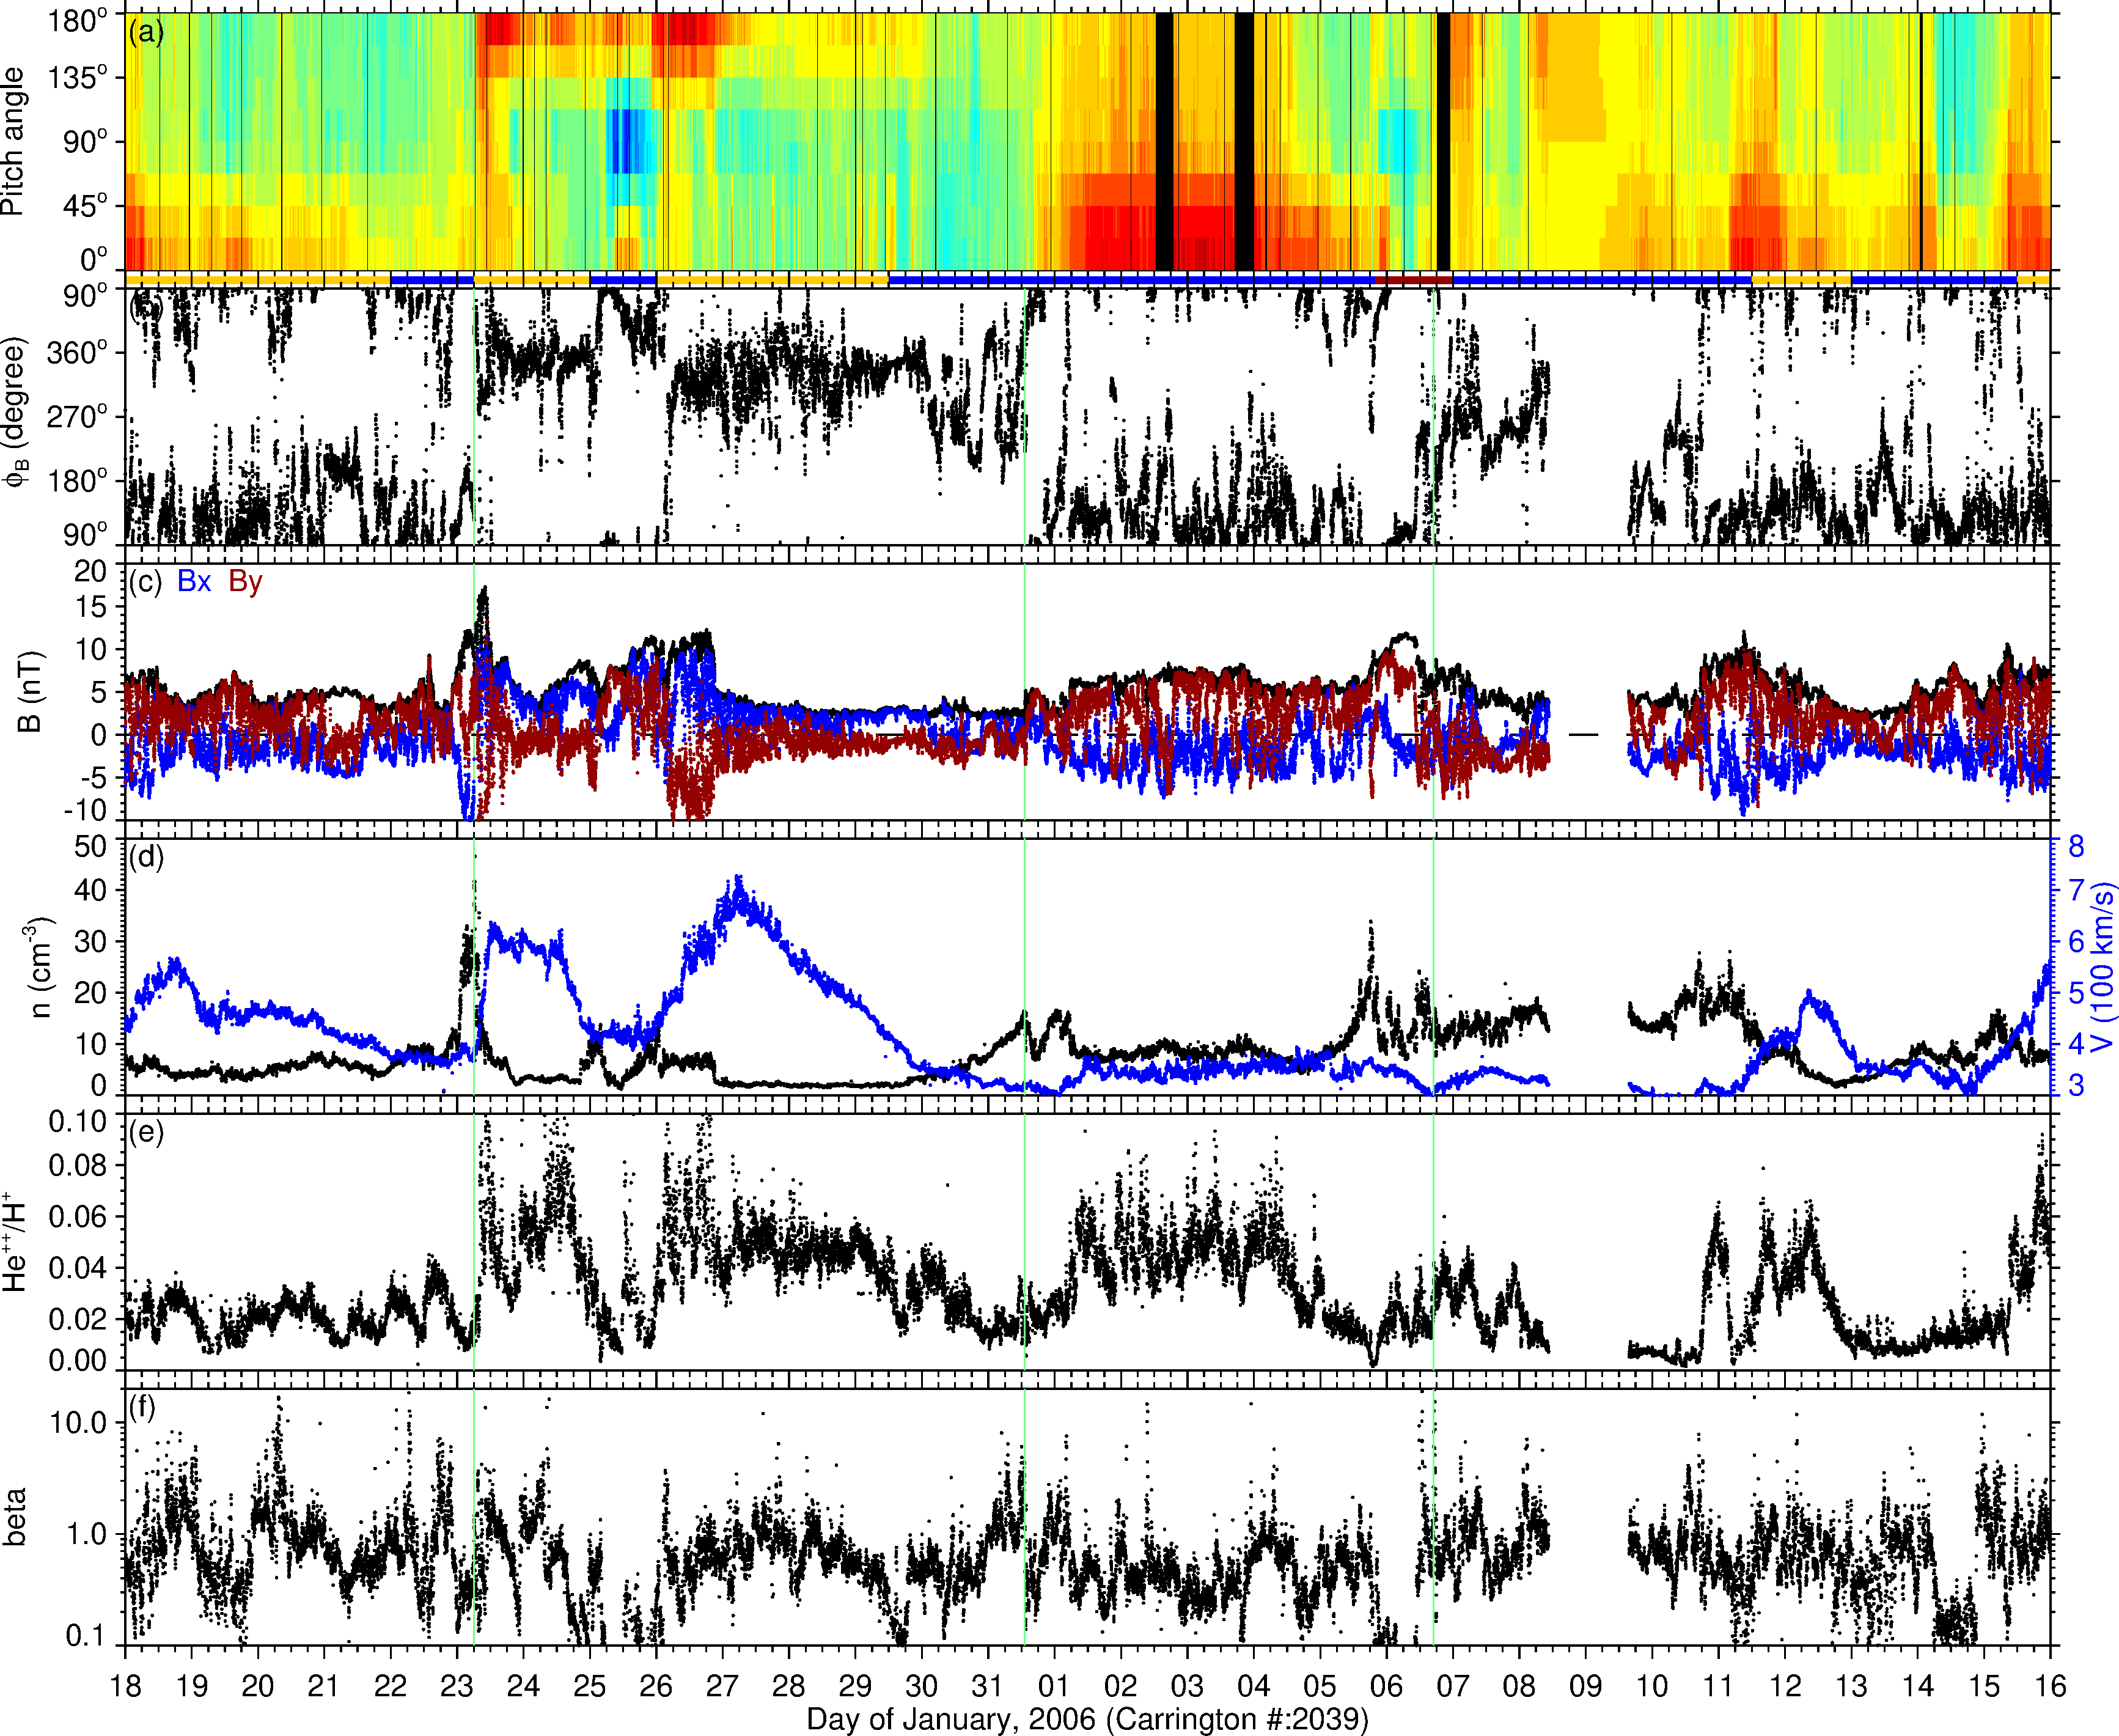 (a)
180°
135°
90°
45°
0°
Pitch angle
90°
360°
270°
180°
90°
ϕB (degree)
(c) Bx By
20
15
10
5
0
-5
-10
B (nT)
(d)
50
40
30
20
10
0
n (cm-3)
8
7
6
5
4
3
V (100 km/s)
(e)
0.10
0.08
0.06
0.04
0.02
0.00
He++/H+
(f)
10.0
1.0
0.1
beta
18 19 20 21 22 23 24 25 26 27 28 29 30 31 01 02 03 04 05 06 07 08 09 10 11 12 13 14 15 16
Day of January, 2006 (Carrington #:2039)